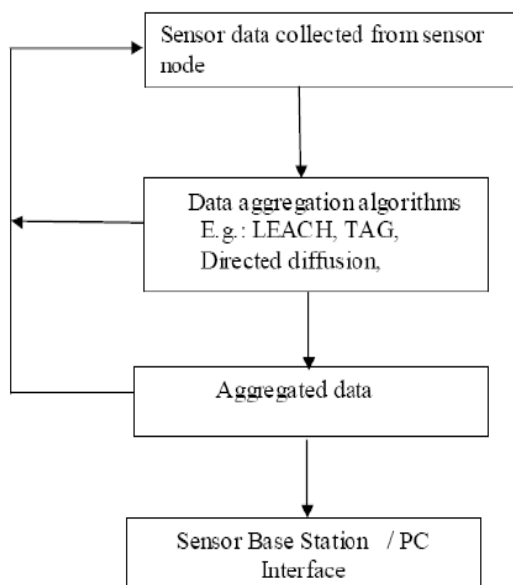 Sensor data collected from sensor
node
Data aggregation algorithms
E.g.: LEACH, TAG,
Directed diffusion,
Aggregated data
Sensor Base Station / PC
Interface